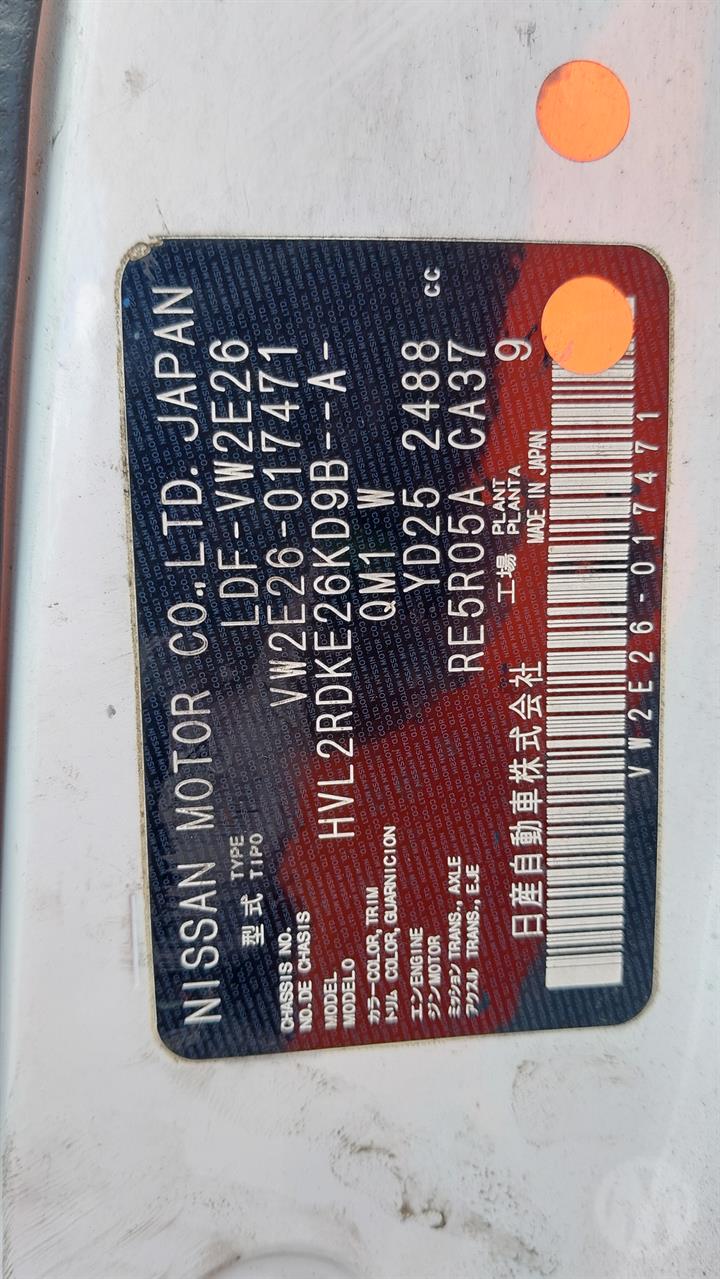 NISSAN MOTOR CO.,LTD. JAPAN
型式 TYPE TIPO LDF-VW2E26
CHASSIS NO. NO.DE CHASIS VW2E26-017471
MODEL MODELO HVL2RDKE26KD9B--A-
カラー COLOR, TRIM QM1 W
トリム COLOR, GUARNICION
エンジン ENGINE MOTOR YD25 2488 CC
ミッション TRANS., AXLE RE5R05A CA37
アクスル TRANS., EJE
日産自動車株式会社 工場 PLANT PLANTA 9
MADE IN JAPAN
VW2E26-017471